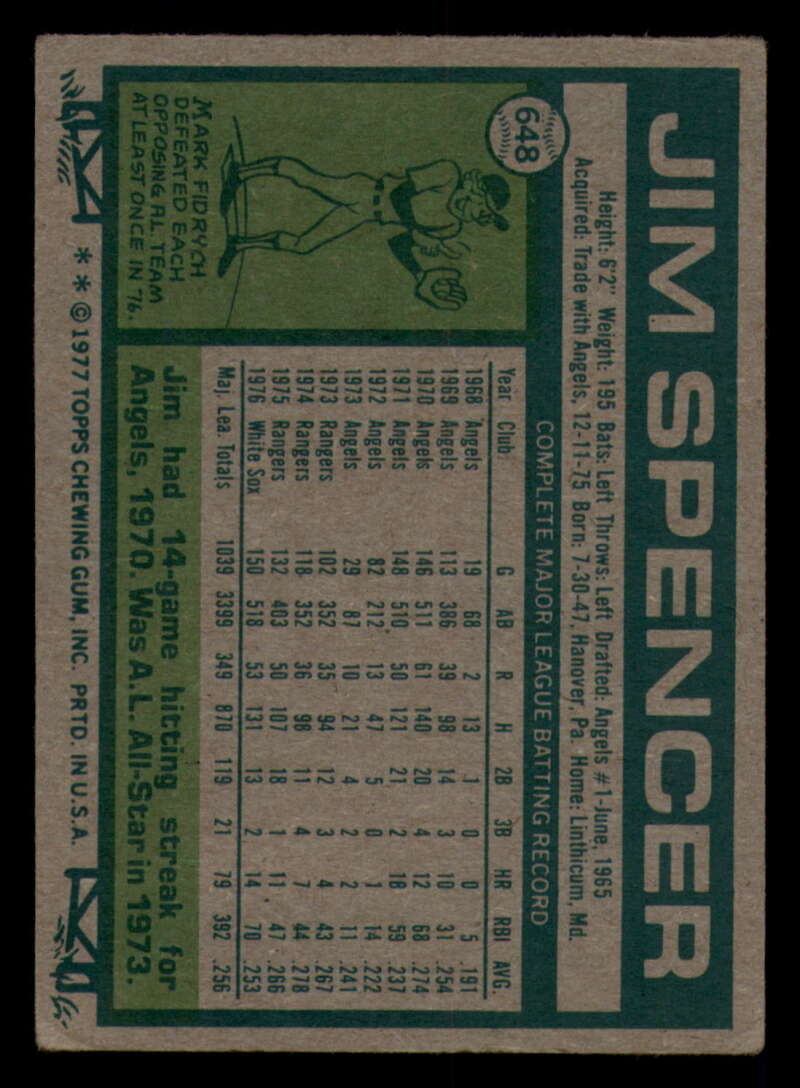 648
JIM SPENCER
Height: 6'2" Weight: 195 Bats: Left Throws: Left Drafted: Angels #1-June, 1965
Acquired: Trade with Angels, 12-11-75 Born: 7-30-47, Hanover, Pa. Home: Linthicum, Md.
COMPLETE MAJOR LEAGUE BATTING RECORD
Year Club G AB R H 2B 3B HR RBI AVG.
1968 Angels 19 68 2 13 1 0 0 5 .191
1969 Angels 113 386 39 98 14 3 10 31 .254
1970 Angels 146 511 61 140 20 4 12 68 .274
1971 Angels 148 510 50 121 21 2 18 59 .237
1972 Angels 82 212 13 47 5 0 1 14 .222
1973 Angels 29 87 10 21 4 2 2 11 .241
1973 Rangers 102 352 35 94 12 3 4 43 .267
1974 Rangers 118 352 36 98 11 4 7 44 .278
1975 Rangers 132 403 50 107 18 1 11 47 .266
1976 White Sox 150 518 53 131 13 2 14 70 .253
Maj. Lea. Totals 1039 3399 349 870 119 21 79 392 .256
MARK FIDRYCH
DEFEATED EACH
OPPOSING A.L. TEAM
AT LEAST ONCE IN '76.
Jim had 14-game hitting streak for
Angels, 1970. Was A.L. All-Star in 1973.
* * © 1977 TOPPS CHEWING GUM, INC. PRTD. IN U.S.A.